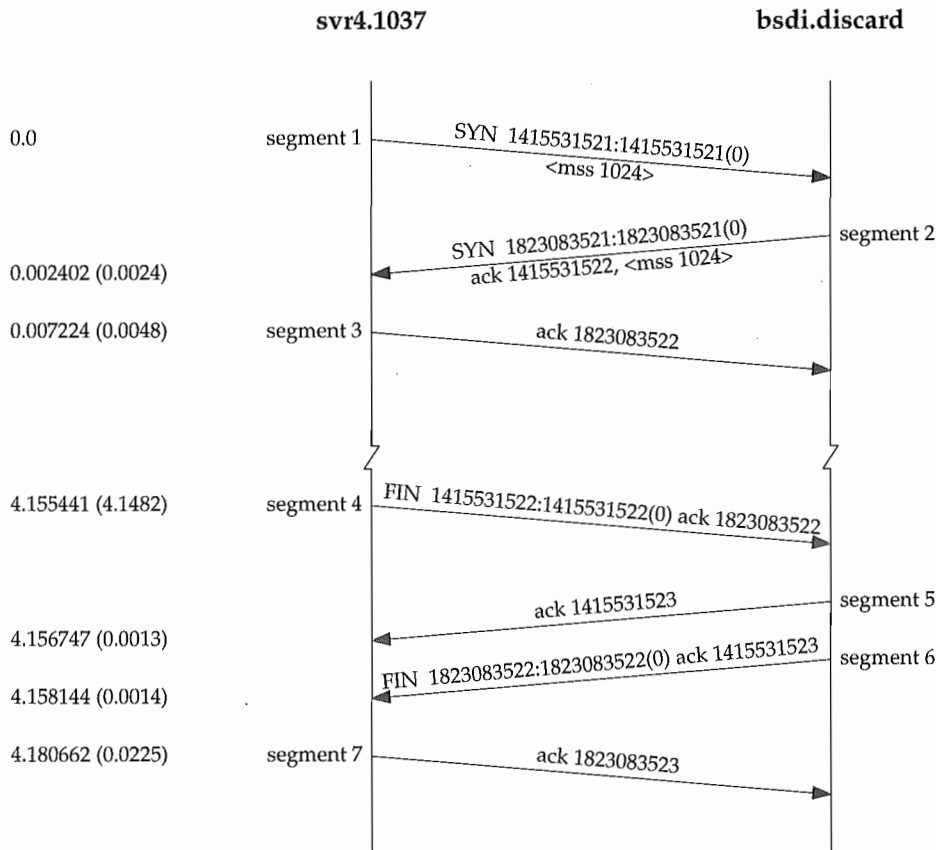 svr4.1037 bsdi.discard
0.0 segment 1 SYN 1415531521:1415531521(0)
<mss 1024>
SYN 1823083521:1823083521(0) segment 2
0.002402 (0.0024) ack 1415531522, <mss 1024>
0.007224 (0.0048) segment 3 ack 1823083522
4.155441 (4.1482) segment 4 FIN 1415531522:1415531522(0) ack 1823083522
ack 1415531523 segment 5
4.156747 (0.0013)
FIN 1823083522:1823083522(0) ack 1415531523 segment 6
4.158144 (0.0014)
4.180662 (0.0225) segment 7 ack 1823083523